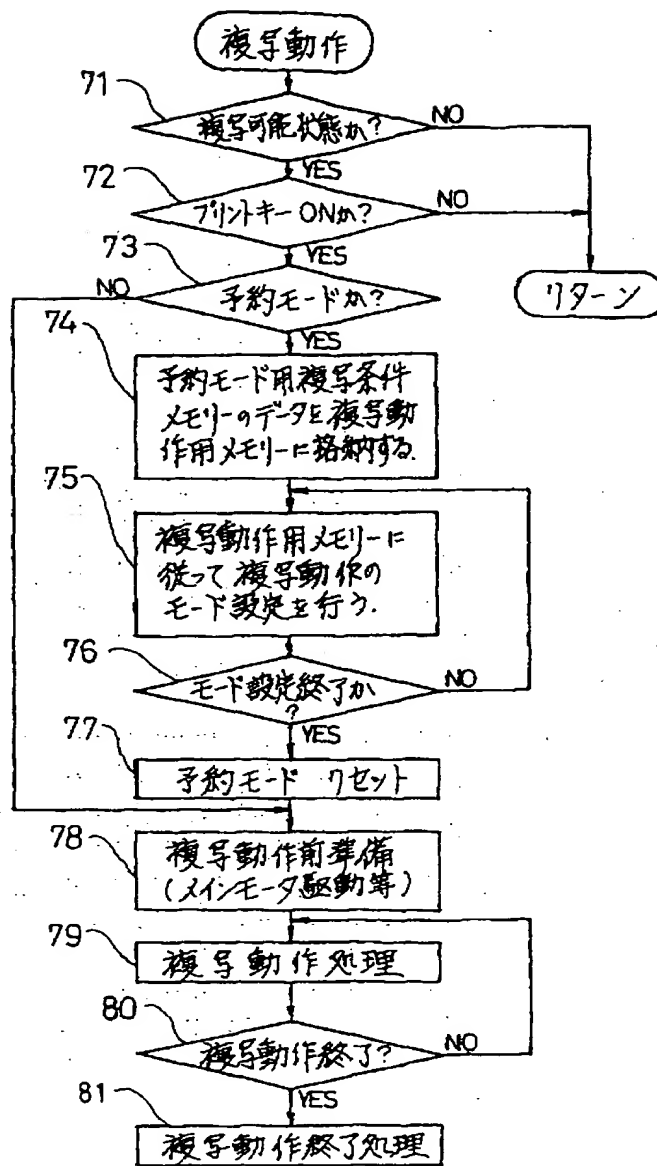 複写動作
71
複写可能状態か?
NO
YES
72
プリントキーONか?
NO
YES
73
予約モードか?
NO
リターン
YES
74
予約モード用複写条件
メモリーのデータを複写動
作用メモリーに格納する.
75
複写動作用メモリーに
従って複写動作の
モード設定を行う.
76
モード設定終了か
?
NO
YES
77
予約モード リセット
78
複写動作前準備
(メインモータ駆動等)
79
複写動作処理
80
複写動作終了?
NO
YES
81
複写動作終了処理